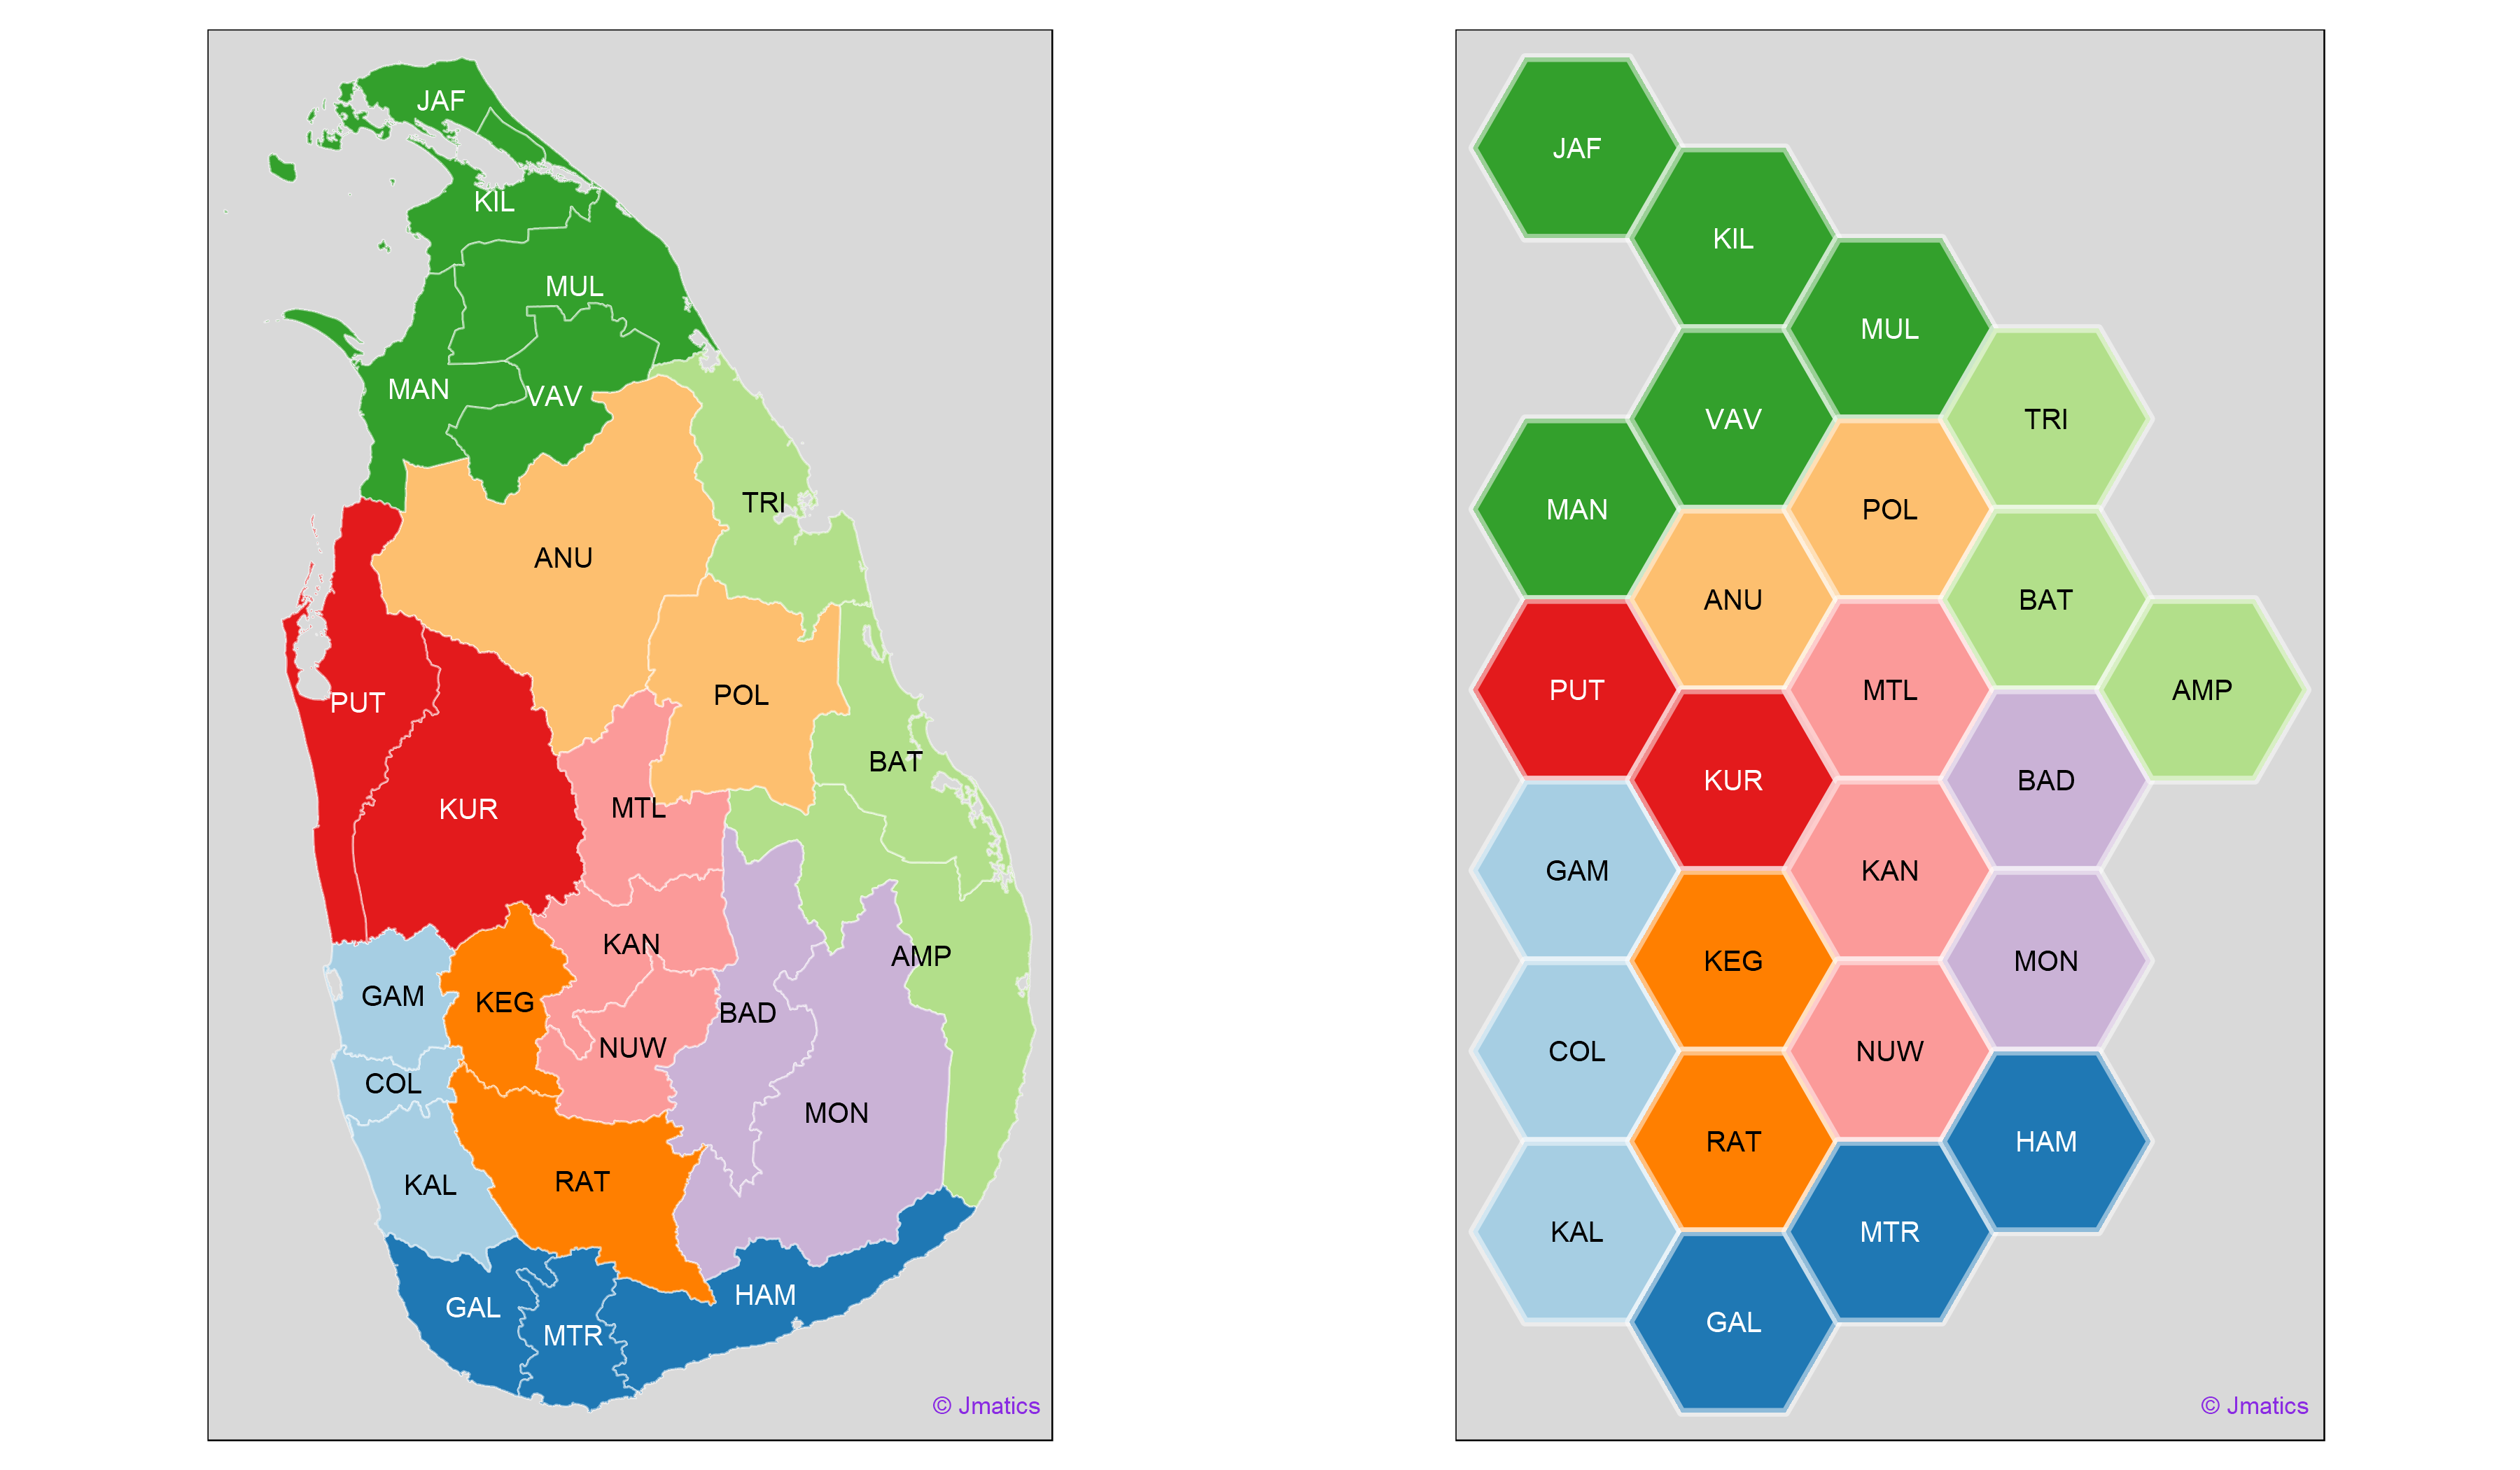 JAF
KIL
MUL
MAN
VAV
TRI
ANU
POL
PUT
BAT
KUR
MTL
KAN
AMP
GAM
KEG
BAD
NUW
COL
MON
KAL
RAT
HAM
GAL
MTR
© Jmatics
JAF
KIL
MUL
VAV
TRI
MAN
POL
ANU
BAT
PUT
MTL
AMP
KUR
BAD
GAM
KAN
KEG
MON
COL
NUW
RAT
HAM
KAL
MTR
GAL
© Jmatics